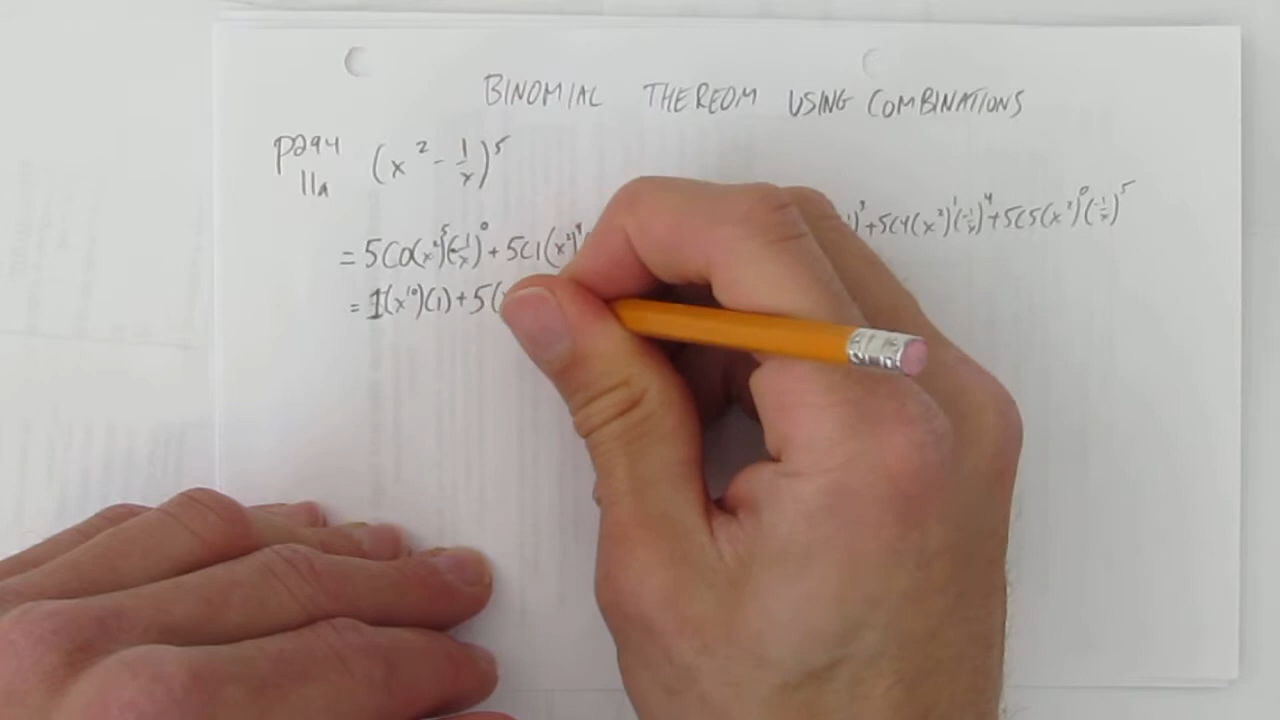 BINOMIAL THEREOM USING COMBINATIONS
P294 (x² - 1/x)⁵
11a
= 5C0(x²)⁵(-1/x)⁰ + 5C1(x²)⁴ )³ + 5C4(x²)¹(-1/x)⁴ + 5C5(x²)⁰(-1/x)⁵
= 1(x¹⁰)(1) + 5(